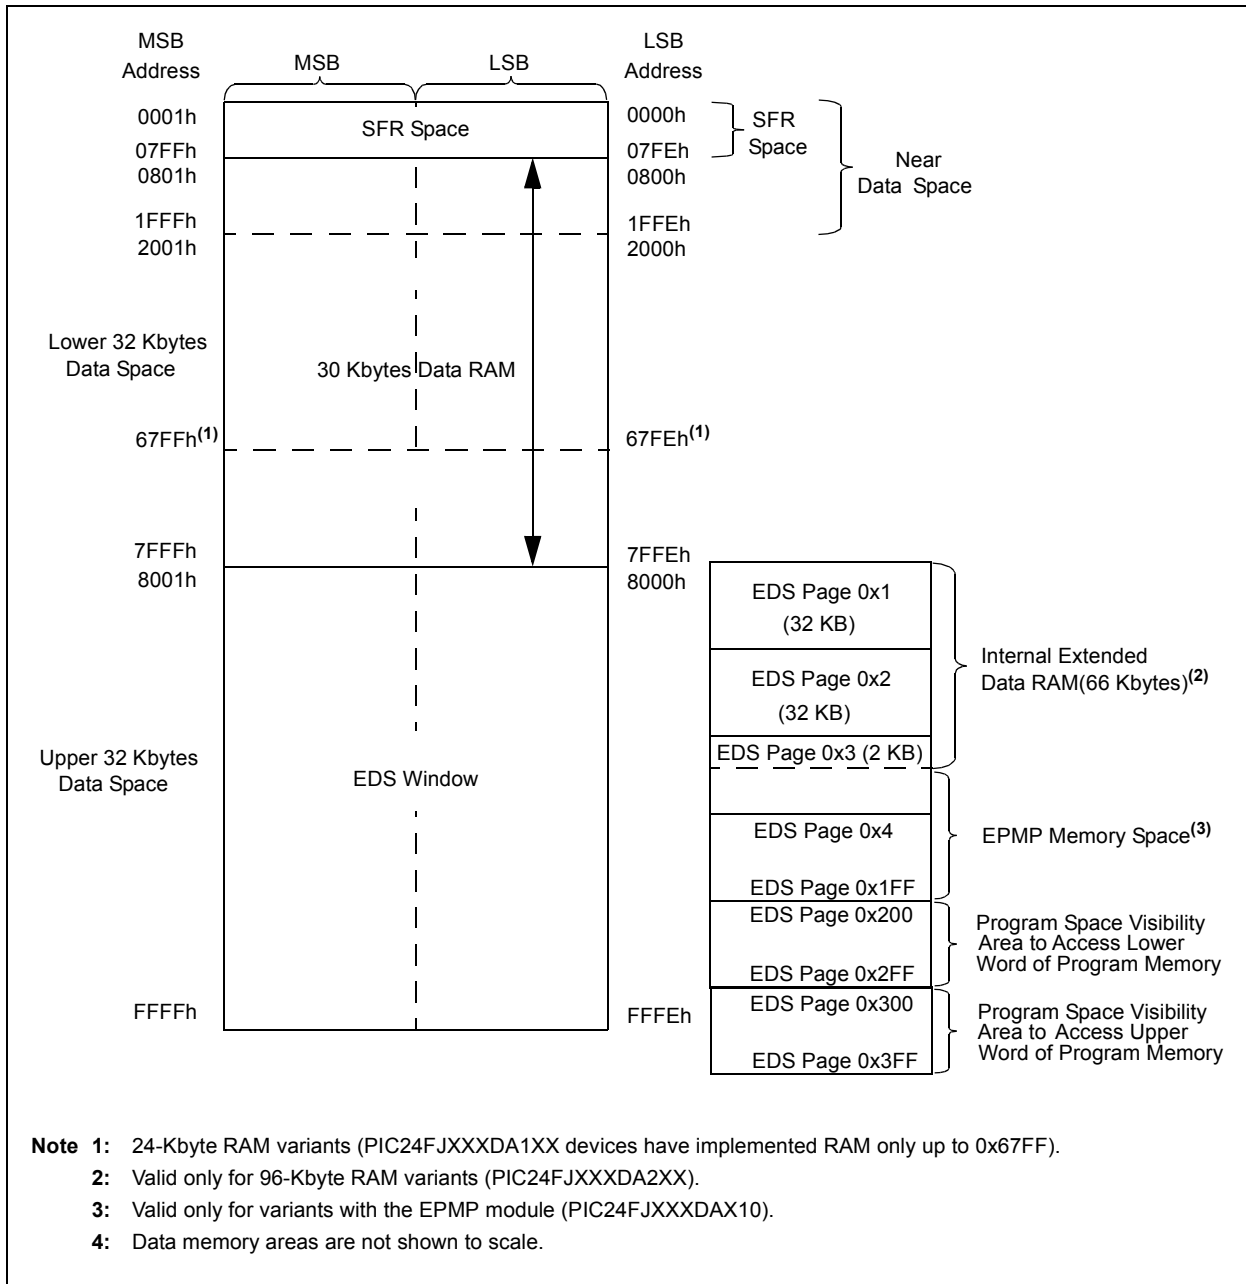 MSB
Address
MSB
LSB
LSB
Address
0001h
SFR Space
0000h
SFR
Space
07FFh
07FEh
0801h
0800h
Near
Data Space
1FFFh
1FFEh
2001h
2000h
Lower 32 Kbytes
Data Space
30 Kbytes Data RAM
67FFh(1)
67FEh(1)
7FFFh
7FFEh
8001h
8000h
EDS Page 0x1
(32 KB)
EDS Page 0x2
(32 KB)
EDS Page 0x3 (2 KB)
Internal Extended
Data RAM(66 Kbytes)(2)
Upper 32 Kbytes
Data Space
EDS Window
EDS Page 0x4
EDS Page 0x1FF
EPMP Memory Space(3)
EDS Page 0x200
EDS Page 0x2FF
Program Space Visibility
Area to Access Lower
Word of Program Memory
FFFFh
FFFEh
EDS Page 0x300
EDS Page 0x3FF
Program Space Visibility
Area to Access Upper
Word of Program Memory
Note 1: 24-Kbyte RAM variants (PIC24FJXXXDA1XX devices have implemented RAM only up to 0x67FF).
2: Valid only for 96-Kbyte RAM variants (PIC24FJXXXDA2XX).
3: Valid only for variants with the EPMP module (PIC24FJXXXDAX10).
4: Data memory areas are not shown to scale.